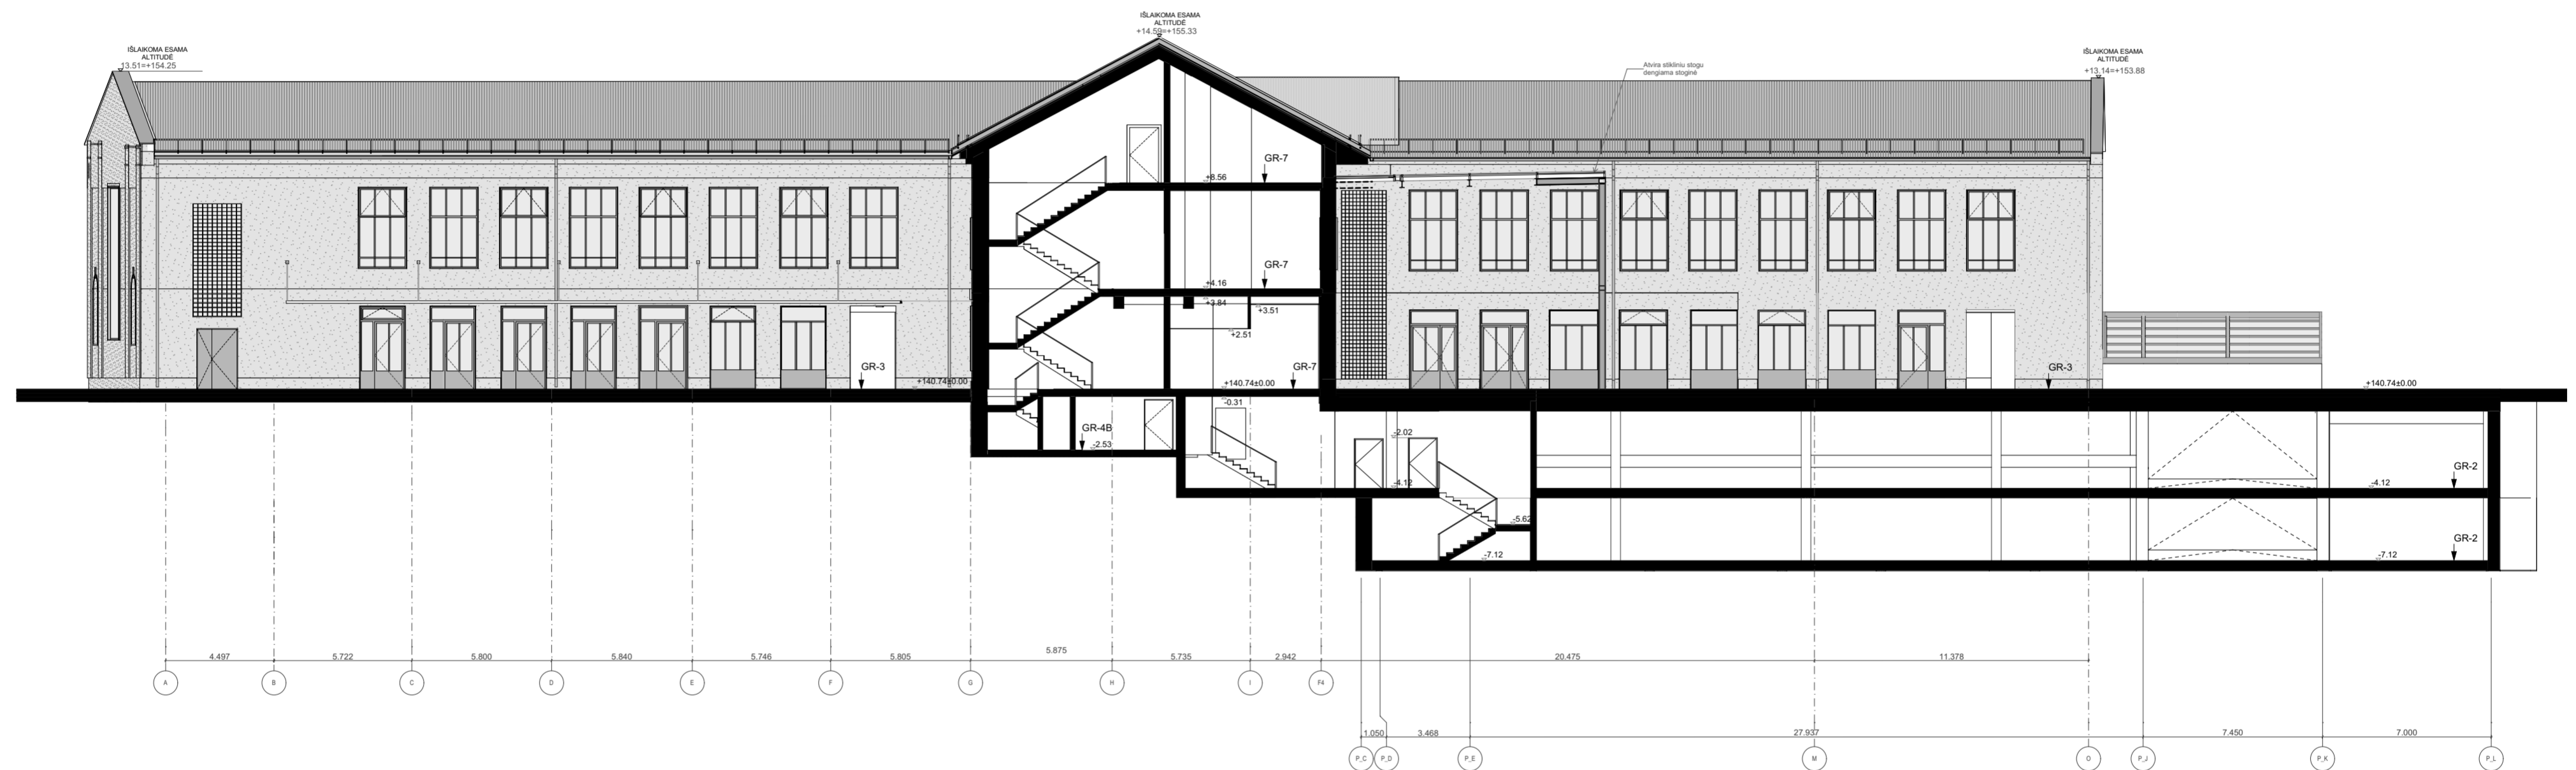 IŠLAIKOMA ESAMA
ALTITUDĖ
+14.59=+155.33
IŠLAIKOMA ESAMA
ALTITUDĖ
13.51=+154.25
IŠLAIKOMA ESAMA
ALTITUDĖ
+13.14=+153.88
Atvira stikliniu stogu
dengiama stoginė
GR-7
+8.56
GR-7
+4.16
+3.84
+3.51
+2.51
GR-3
GR-7
GR-3
+140.74±0.00
+140.74±0.00
+140.74±0.00
-0.31
GR-4B
-2.53
-2.02
-4.12
GR-2
-4.12
-5.62
GR-2
-7.12
-7.12
4.497
5.722
5.800
5.840
5.746
5.805
5.875
5.735
2.942
20.475
11.378
A
B
C
D
E
F
G
H
I
F4
1.050
3.468
27.937
7.450
7.000
P_C
P_D
P_E
M
O
P_J
P_K
P_L